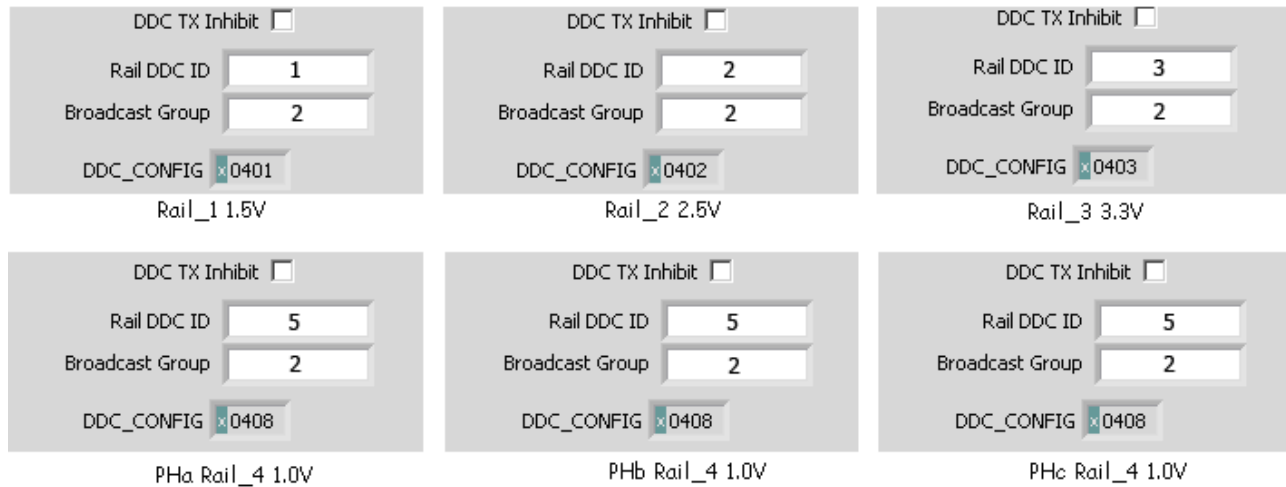 DDC TX Inhibit
Rail DDC ID 1
Broadcast Group 2
DDC_CONFIG x0401
Rail_1 1.5V
DDC TX Inhibit
Rail DDC ID 2
Broadcast Group 2
DDC_CONFIG x0402
Rail_2 2.5V
DDC TX Inhibit
Rail DDC ID 3
Broadcast Group 2
DDC_CONFIG x0403
Rail_3 3.3V
DDC TX Inhibit
Rail DDC ID 5
Broadcast Group 2
DDC_CONFIG x0408
PHa Rail_4 1.0V
DDC TX Inhibit
Rail DDC ID 5
Broadcast Group 2
DDC_CONFIG x0408
PHb Rail_4 1.0V
DDC TX Inhibit
Rail DDC ID 5
Broadcast Group 2
DDC_CONFIG x0408
PHc Rail_4 1.0V